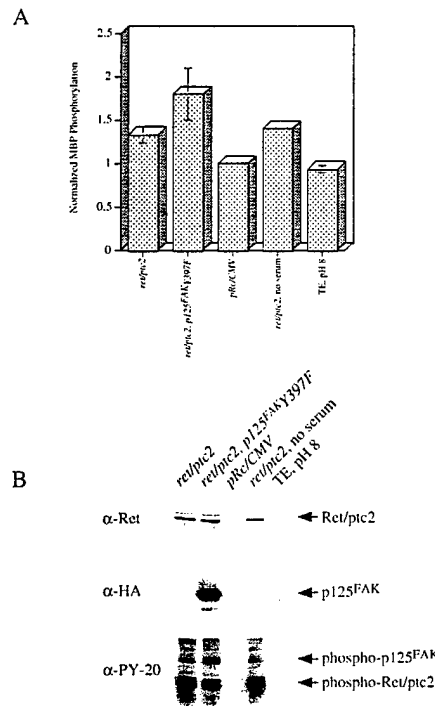 A
Normalized MBP Phosphorylation
2.5
2
1.5
1
0.5
0
ret/ptc2
ret/ptc2, p125FAKY397F
pRc/CMV
ret/ptc2, no serum
TE, pH 8
B
ret/ptc2
ret/ptc2, p125FAKY397F
pRc/CMV
ret/ptc2, no serum
TE, pH 8
α-Ret
Ret/ptc2
α-HA
p125FAK
α-PY-20
phospho-p125FAK
phospho-Ret/ptc2